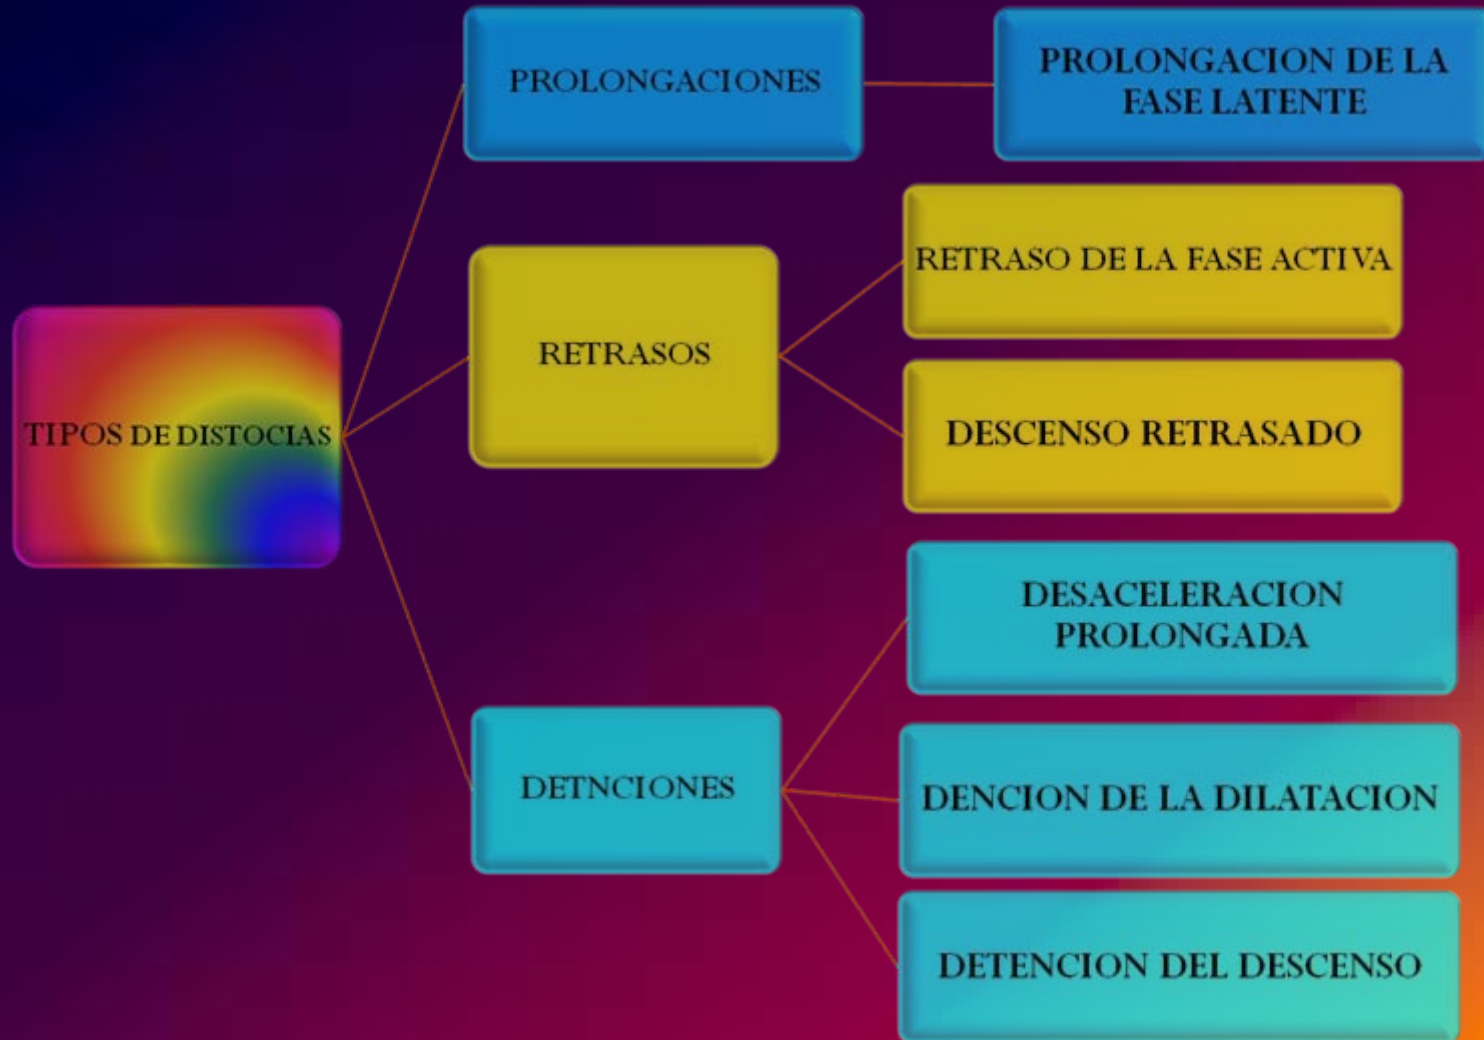 PROLONGACIONES
PROLONGACION DE LA
FASE LATENTE
RETRASO DE LA FASE ACTIVA
RETRASOS
DESCENSO RETRASADO
TIPOS DE DISTOCIAS
DESACELERACION
PROLONGADA
DETNCIONES
DENCION DE LA DILATACION
DETENCION DEL DESCENSO